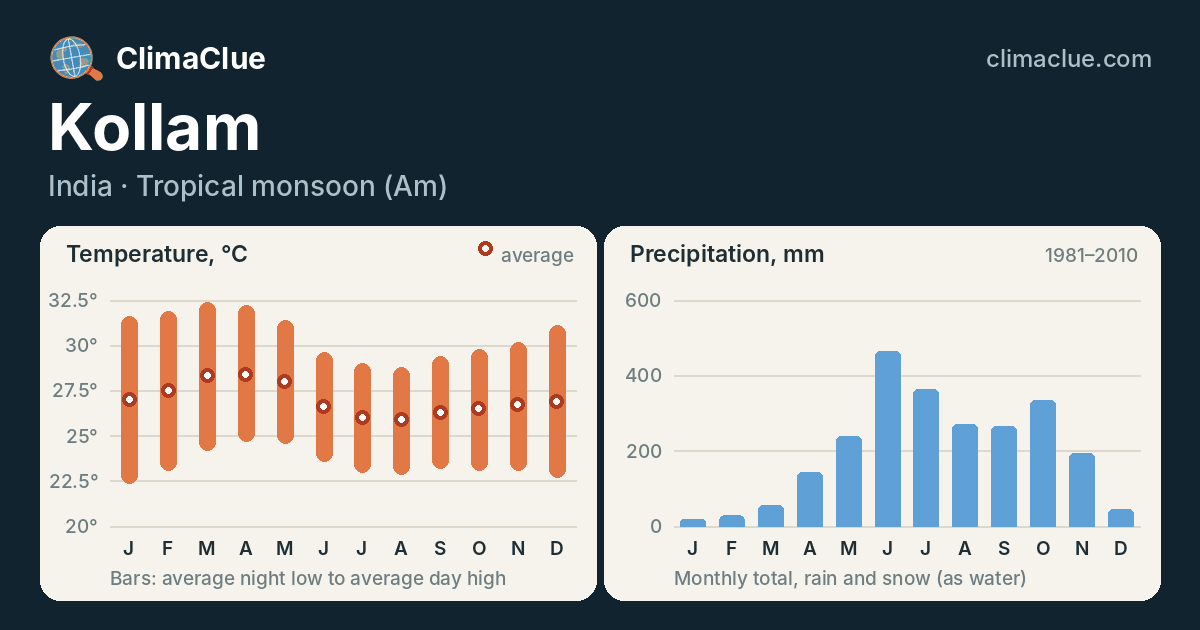 ClimaClue
climaclue.com
Kollam
India · Tropical monsoon (Am)
Temperature, °C
average
32.5°
30°
27.5°
25°
22.5°
20°
J F M A M J J A S O N D
Bars: average night low to average day high
Precipitation, mm
1981–2010
600
400
200
0
J F M A M J J A S O N D
Monthly total, rain and snow (as water)